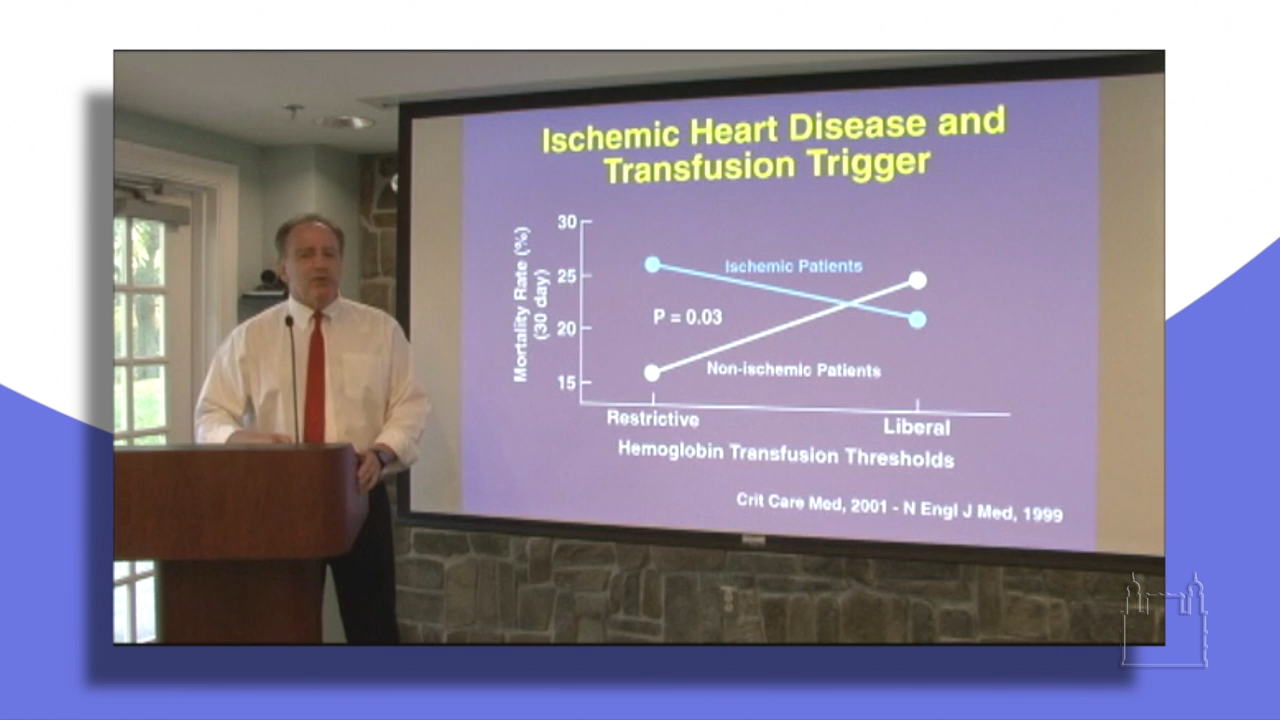 Ischemic Heart Disease and
Transfusion Trigger
Mortality Rate (%)
(30 day)
30
25
20
15
Ischemic Patients
P = 0.03
Non-ischemic Patients
Restrictive
Liberal
Hemoglobin Transfusion Thresholds
Crit Care Med, 2001 - N Engl J Med, 1999